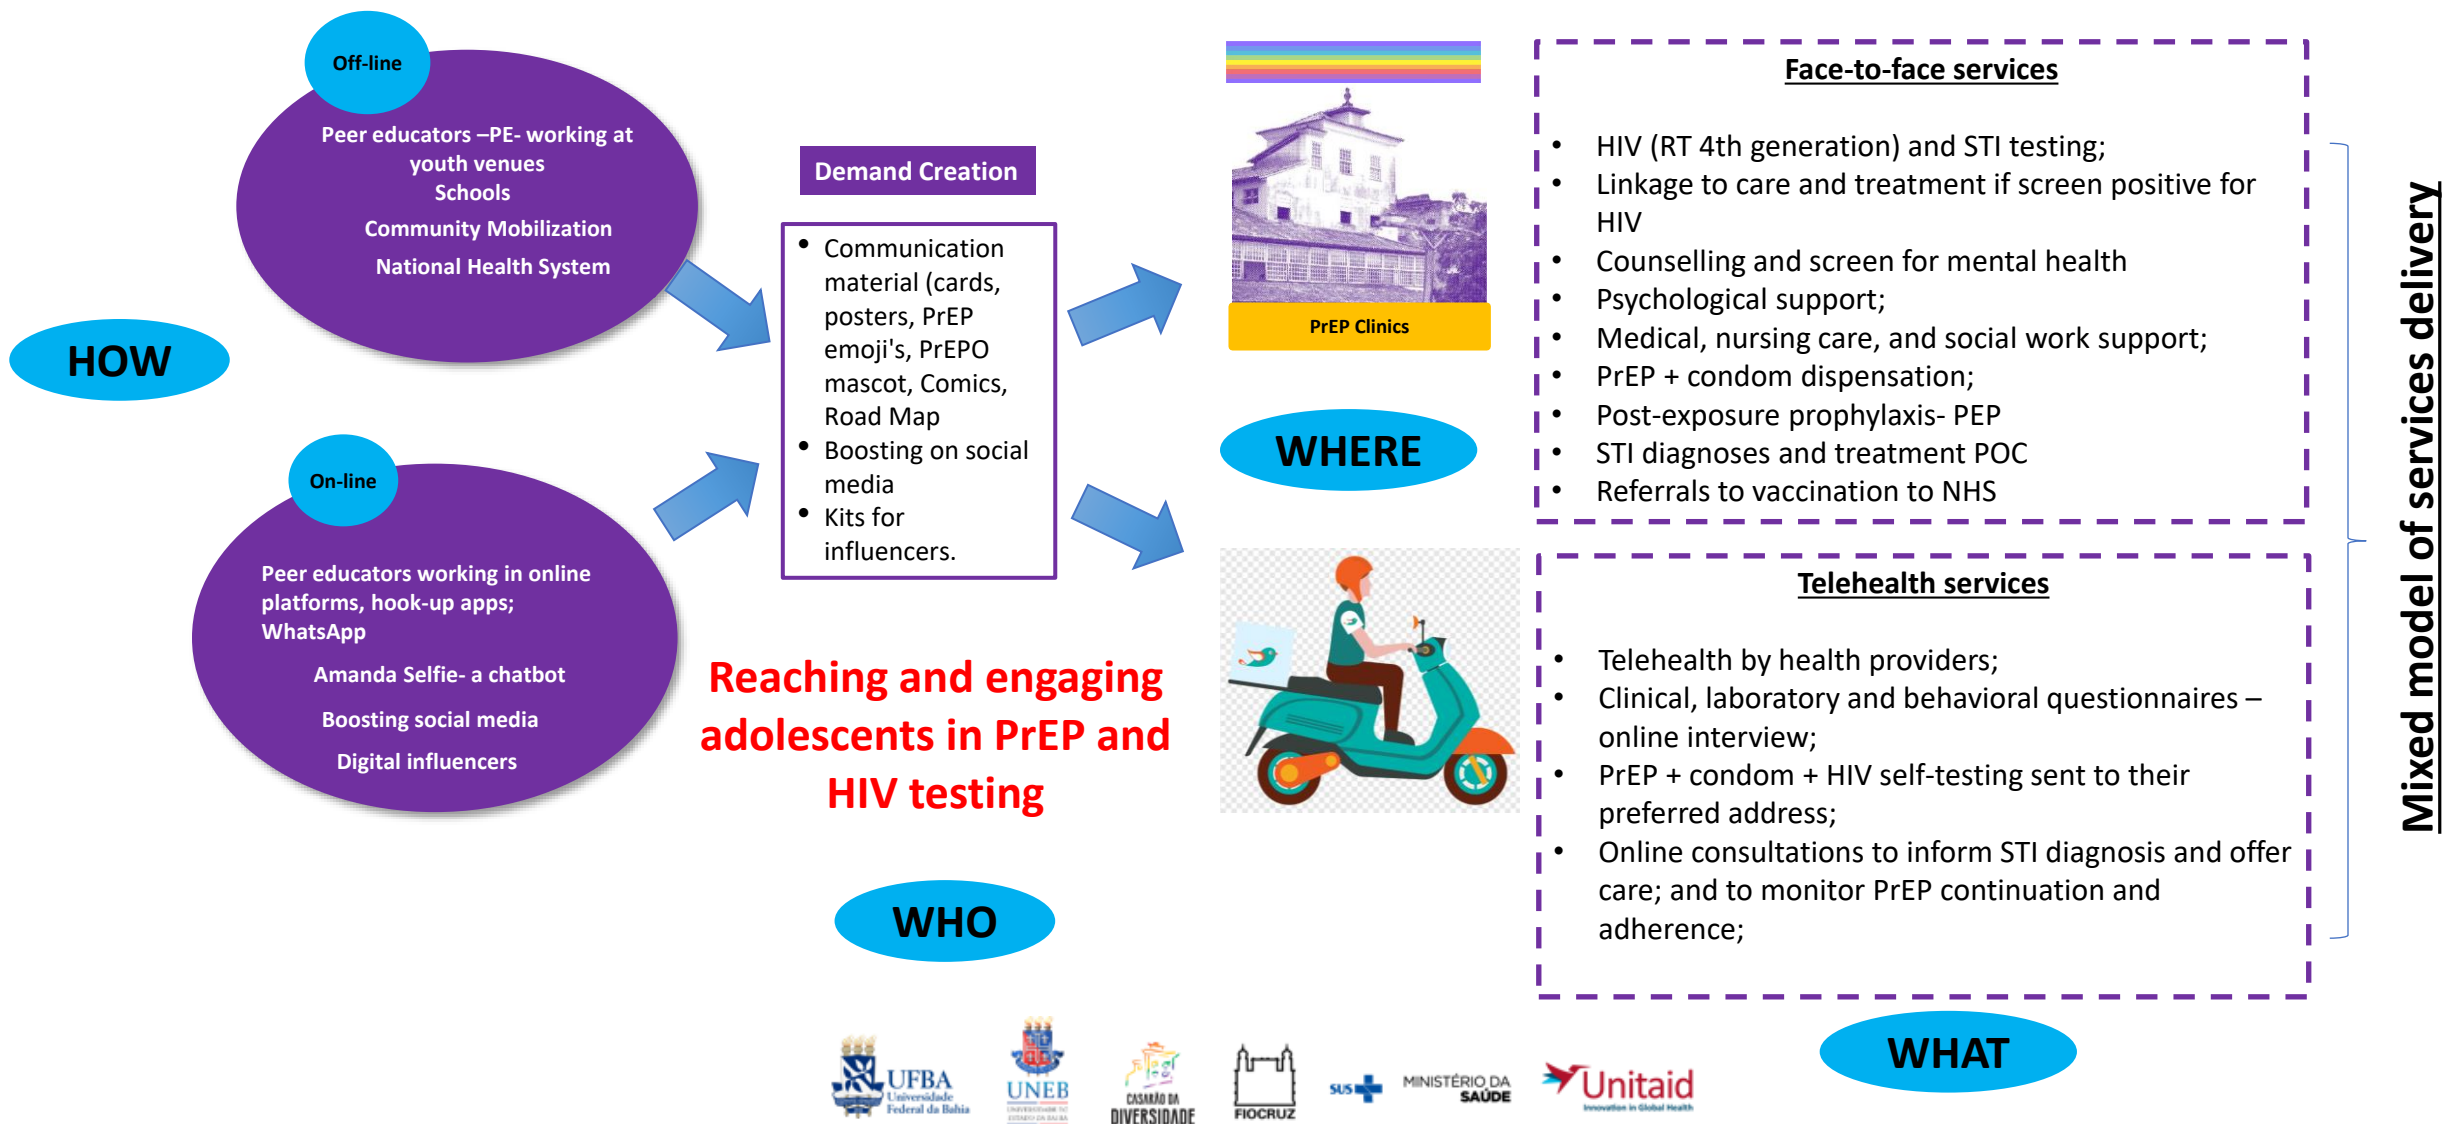 Off-line
Peer educators –PE- working at
youth venues
Schools
Community Mobilization
National Health System
HOW
On-line
Peer educators working in online
platforms, hook-up apps;
WhatsApp
Amanda Selfie- a chatbot
Boosting social media
Digital influencers
Demand Creation
• Communication
material (cards,
posters, PrEP
emoji's, PrEPO
mascot, Comics,
Road Map
• Boosting on social
media
• Kits for
influencers.
Reaching and engaging
adolescents in PrEP and
HIV testing
WHO
PrEP Clinics
WHERE
Face-to-face services
• HIV (RT 4th generation) and STI testing;
• Linkage to care and treatment if screen positive for
HIV
• Counselling and screen for mental health
• Psychological support;
• Medical, nursing care, and social work support;
• PrEP + condom dispensation;
• Post-exposure prophylaxis- PEP
• STI diagnoses and treatment POC
• Referrals to vaccination to NHS
Telehealth services
• Telehealth by health providers;
• Clinical, laboratory and behavioral questionnaires –
online interview;
• PrEP + condom + HIV self-testing sent to their
preferred address;
• Online consultations to inform STI diagnosis and offer
care; and to monitor PrEP continuation and
adherence;
WHAT
Mixed model of services delivery
UFBA
Universidade
Federal da Bahia
UNEB
UNIVERSIDADE DO
ESTADO DA BAHIA
CASARÃO DA
DIVERSIDADE
FIOCRUZ
SUS
MINISTÉRIO DA
SAÚDE
Unitaid
Innovation in Global Health